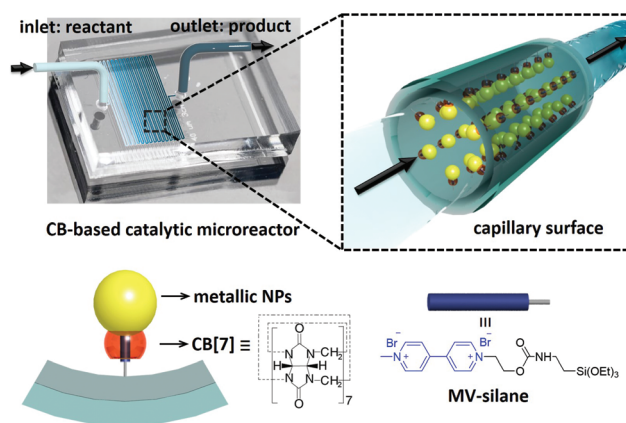 inlet: reactant
outlet: product
CB-based catalytic microreactor
capillary surface
metallic NPs
CB[7] ≡
O
N N CH2
H H
N N CH2
O
7
III
Br⁻ Br⁻
N⁺ N⁺ O H N Si(OEt)3
O
MV-silane